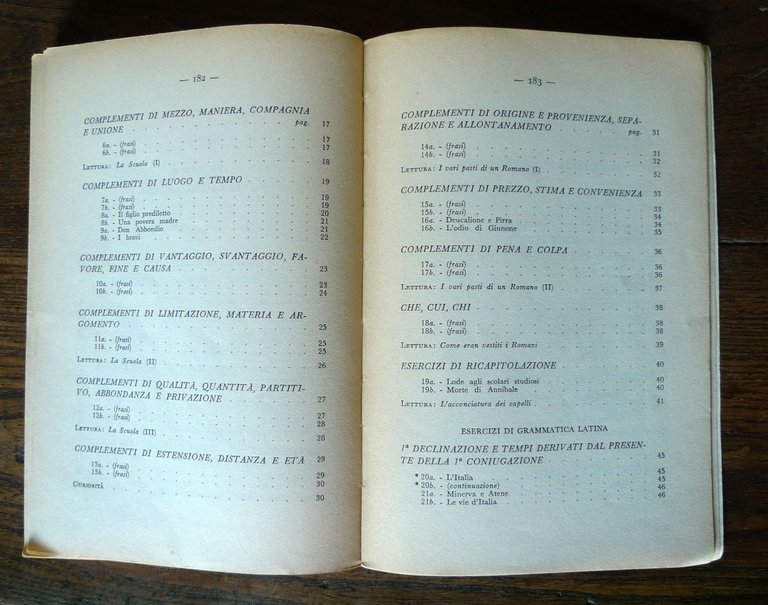 — 182 —
COMPLEMENTI DI MEZZO, MANIERA, COMPAGNIA
E UNIONE . . . . . . . . . pag. 17
6a. - (frasi) . . . . . . . . . 17
6b. - (frasi) . . . . . . . . . 17
LETTURA: La Scuola (I) . . . . . . . . . 18
COMPLEMENTI DI LUOGO E TEMPO . . . . 19
7a. - (frasi) . . . . . . . . . 19
7b. - (frasi) . . . . . . . . . 19
8a. - Il figlio prediletto . . . . . . . . . 20
8b. - Una povera madre . . . . . . . . . 21
9a. - Don Abbondio . . . . . . . . . 21
9b. - I bravi . . . . . . . . . 22
COMPLEMENTI DI VANTAGGIO, SVANTAGGIO, FA-
VORE, FINE E CAUSA . . . . . . . . . 23
10a. - (frasi) . . . . . . . . . 23
10b. - (frasi) . . . . . . . . . 24
COMPLEMENTI DI LIMITAZIONE, MATERIA E AR-
GOMENTO . . . . . . . . . 25
11a. - (frasi) . . . . . . . . . 25
11b. - (frasi) . . . . . . . . . 25
LETTURA: La Scuola (II) . . . . . . . . . 26
COMPLEMENTI DI QUALITÀ, QUANTITÀ, PARTITI-
VO, ABBONDANZA E PRIVAZIONE . . . . 27
12a. - (frasi) . . . . . . . . . 27
12b. - (frasi) . . . . . . . . . 28
LETTURA: La Scuola (III) . . . . . . . . . 28
COMPLEMENTI DI ESTENSIONE, DISTANZA E ETÀ 29
13a. - (frasi) . . . . . . . . . 29
13b. - (frasi) . . . . . . . . . 30
CURIOSITÀ . . . . . . . . . 30
— 183 —
COMPLEMENTI DI ORIGINE E PROVENIENZA, SEPA-
RAZIONE E ALLONTANAMENTO . . . pag. 31
14a. - (frasi) . . . . . . . . . 31
14b. - (frasi) . . . . . . . . . 32
LETTURA: I vari pasti di un Romano (I) . . . . 32
COMPLEMENTI DI PREZZO, STIMA E CONVENIENZA 33
15a. - (frasi) . . . . . . . . . 33
15b. - (frasi) . . . . . . . . . 34
16a. - Deucalione e Pirra . . . . . . . . . 34
16b. - L'odio di Giunone . . . . . . . . . 35
COMPLEMENTI DI PENA E COLPA . . . . 36
17a. - (frasi) . . . . . . . . . 36
17b. - (frasi) . . . . . . . . . 36
LETTURA: I vari pasti di un Romano (II) . . . . 37
CHE, CUI, CHI . . . . . . . . . 38
18a. - (frasi) . . . . . . . . . 38
18b. - (frasi) . . . . . . . . . 38
LETTURA: Come eran vestiti i Romani . . . . 39
ESERCIZI DI RICAPITOLAZIONE . . . . 40
19a. - Lode agli scolari studiosi . . . . 40
19b. - Morte di Annibale . . . . 40
LETTURA: L'acconciatura dei capelli . . . . 41
ESERCIZI DI GRAMMATICA LATINA
1ª DECLINAZIONE E TEMPI DERIVATI DAL PRESEN-
TE DELLA 1ª CONIUGAZIONE . . . . 45
* 20a. - L'Italia . . . . . . . . . 45
* 20b. - (continuazione) . . . . . . . . . 45
21a. - Minerva e Atene . . . . . . . . . 46
21b. - Le vie d'Italia . . . . . . . . . 46